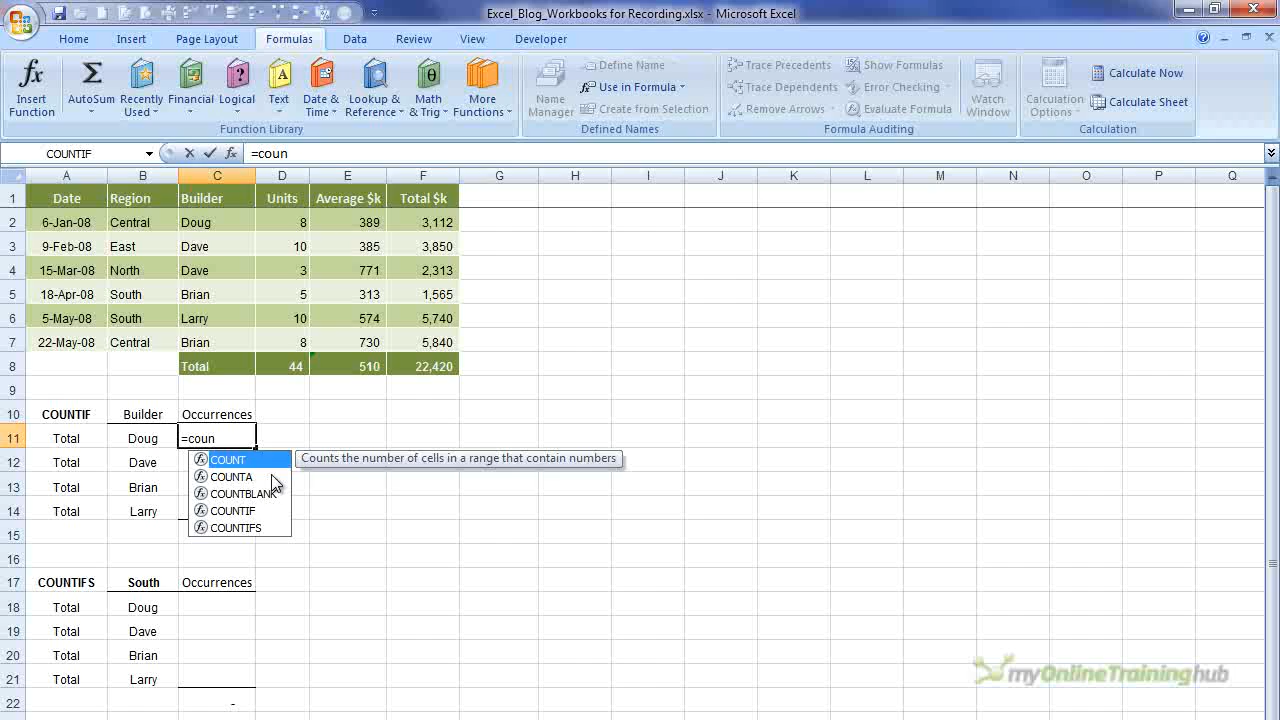 Excel_Blog_Workbooks for Recording.xlsx - Microsoft Excel
Home Insert Page Layout Formulas Data Review View Developer
Insert Function
AutoSum
Recently Used
Financial
Logical
Text
Date & Time
Lookup & Reference
Math & Trig
More Functions
Function Library
Name Manager
Define Name
Use in Formula
Create from Selection
Defined Names
Trace Precedents
Trace Dependents
Remove Arrows
Show Formulas
Error Checking
Evaluate Formula
Watch Window
Formula Auditing
Calculation Options
Calculate Now
Calculate Sheet
Calculation
COUNTIF fx =coun
A B C D E F G H I J K L M N O P Q
1 Date Region Builder Units Average $k Total $k
2 6-Jan-08 Central Doug 8 389 3,112
3 9-Feb-08 East Dave 10 385 3,850
4 15-Mar-08 North Dave 3 771 2,313
5 18-Apr-08 South Brian 5 313 1,565
6 5-May-08 South Larry 10 574 5,740
7 22-May-08 Central Brian 8 730 5,840
8 Total 44 510 22,420
9
10 COUNTIF Builder Occurrences
11 Total Doug =coun
fx COUNT Counts the number of cells in a range that contain numbers
12 Total Dave
fx COUNTA
13 Total Brian
fx COUNTBLANK
14 Total Larry
fx COUNTIF
15
fx COUNTIFS
16
17 COUNTIFS South Occurrences
18 Total Doug
19 Total Dave
20 Total Brian
21 Total Larry
22 -
myOnlineTraininghub